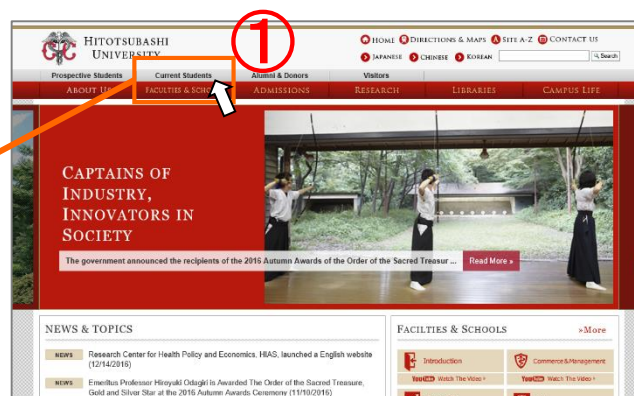 ①
HITOTSUBASHI
UNIVERSITY
HOME DIRECTIONS & MAPS SITE A-Z CONTACT US
JAPANESE CHINESE KOREAN Search
Prospective Students Current Students Alumni & Donors Visitors
ABOUT US FACULTIES & SCHOOLS ADMISSIONS RESEARCH LIBRARIES CAMPUS LIFE
CAPTAINS OF
INDUSTRY,
INNOVATORS IN
SOCIETY
The government announced the recipients of the 2016 Autumn Awards of the Order of the Sacred Treasur ... Read More »
NEWS & TOPICS
NEWS Research Center for Health Policy and Economics, HIAS, launched a English website
(12/14/2016)
NEWS Emeritus Professor Hiroyuki Odagiri is Awarded The Order of the Sacred Treasure,
Gold and Silver Star at the 2016 Autumn Awards Ceremony (11/10/2016)
FACILTIES & SCHOOLS »More
Introduction Commerce & Management
YouTube Watch The Video YouTube Watch The Video